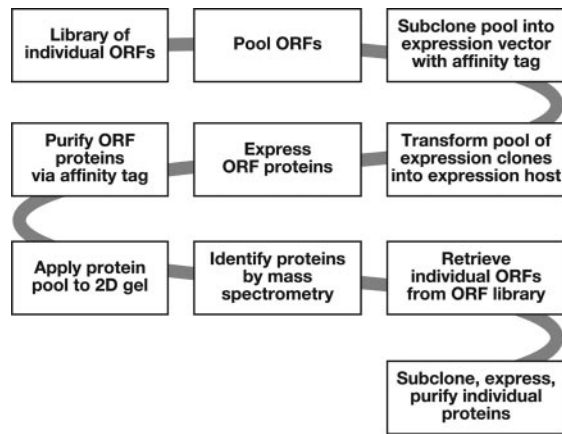 Library of
individual ORFs
Pool ORFs
Subclone pool into
expression vector
with affinity tag
Purify ORF
proteins
via affinity tag
Express
ORF proteins
Transform pool of
expression clones
into expression host
Apply protein
pool to 2D gel
Identify proteins
by mass
spectrometry
Retrieve
individual ORFs
from ORF library
Subclone, express,
purify individual
proteins